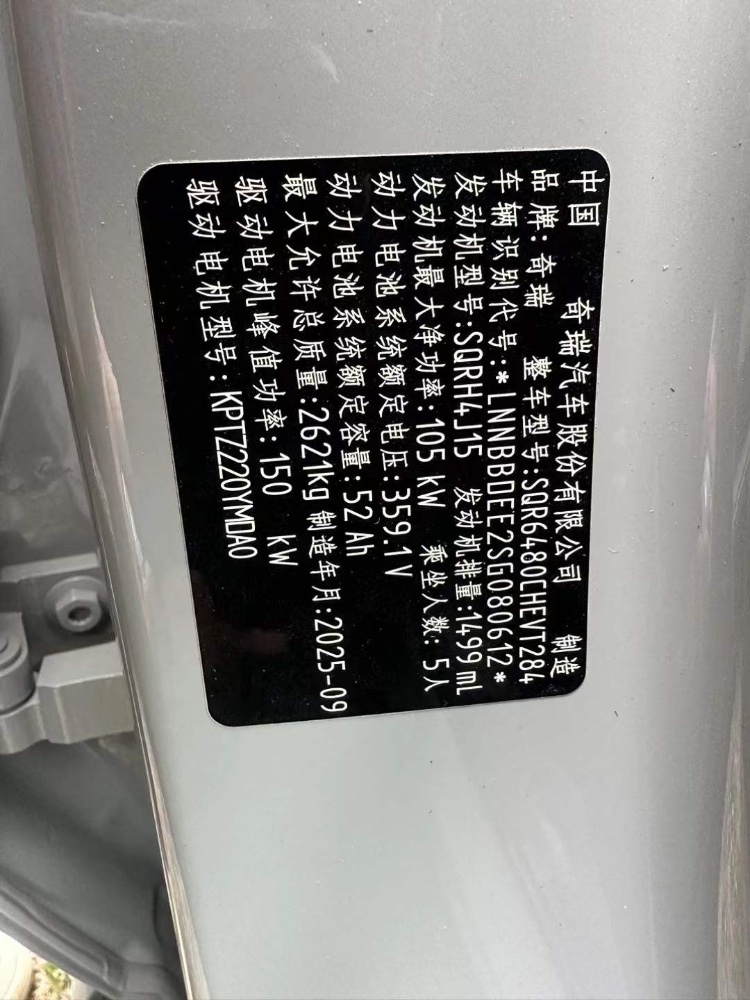 中国 奇瑞汽车股份有限公司 制造
品牌:奇瑞 整车型号:SQR6480CHEVT284
车辆识别代号:*LNNBBDEE2SG080612*
发动机型号:SQRH4J15 发动机排量:1499mL
发动机最大净功率:105 kW 乘坐人数:5人
动力电池系统额定电压:359.1V
动力电池系统额定容量:52Ah
最大允许总质量:2621kg 制造年月:2025-09
驱动电机峰值功率:150 kW
驱动电机型号:KPTZ220YMDA0